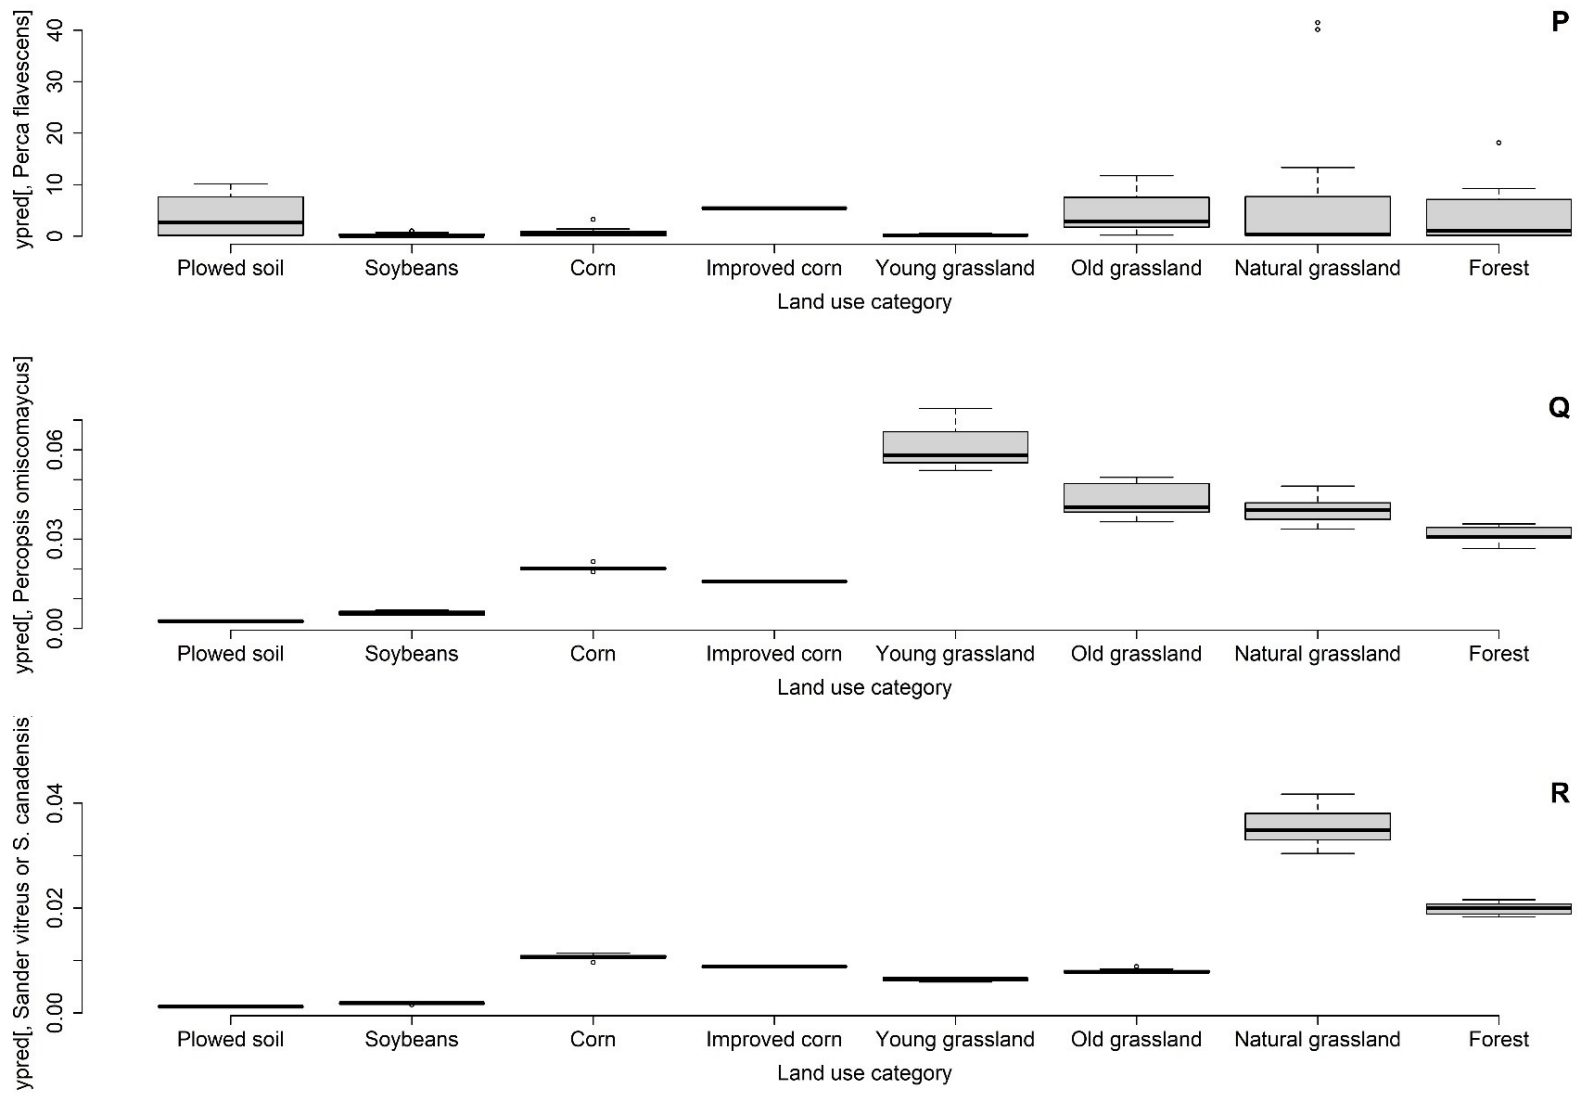 P
ypred[, Perca flavescens]
40
30
20
10
0
Plowed soil Soybeans Corn Improved corn Young grassland Old grassland Natural grassland Forest
Land use category
Q
ypred[, Percopsis omiscomaycus]
0.06
0.03
0.00
Plowed soil Soybeans Corn Improved corn Young grassland Old grassland Natural grassland Forest
Land use category
R
ypred[, Sander vitreus or S. canadensis
0.04
0.02
0.00
Plowed soil Soybeans Corn Improved corn Young grassland Old grassland Natural grassland Forest
Land use category